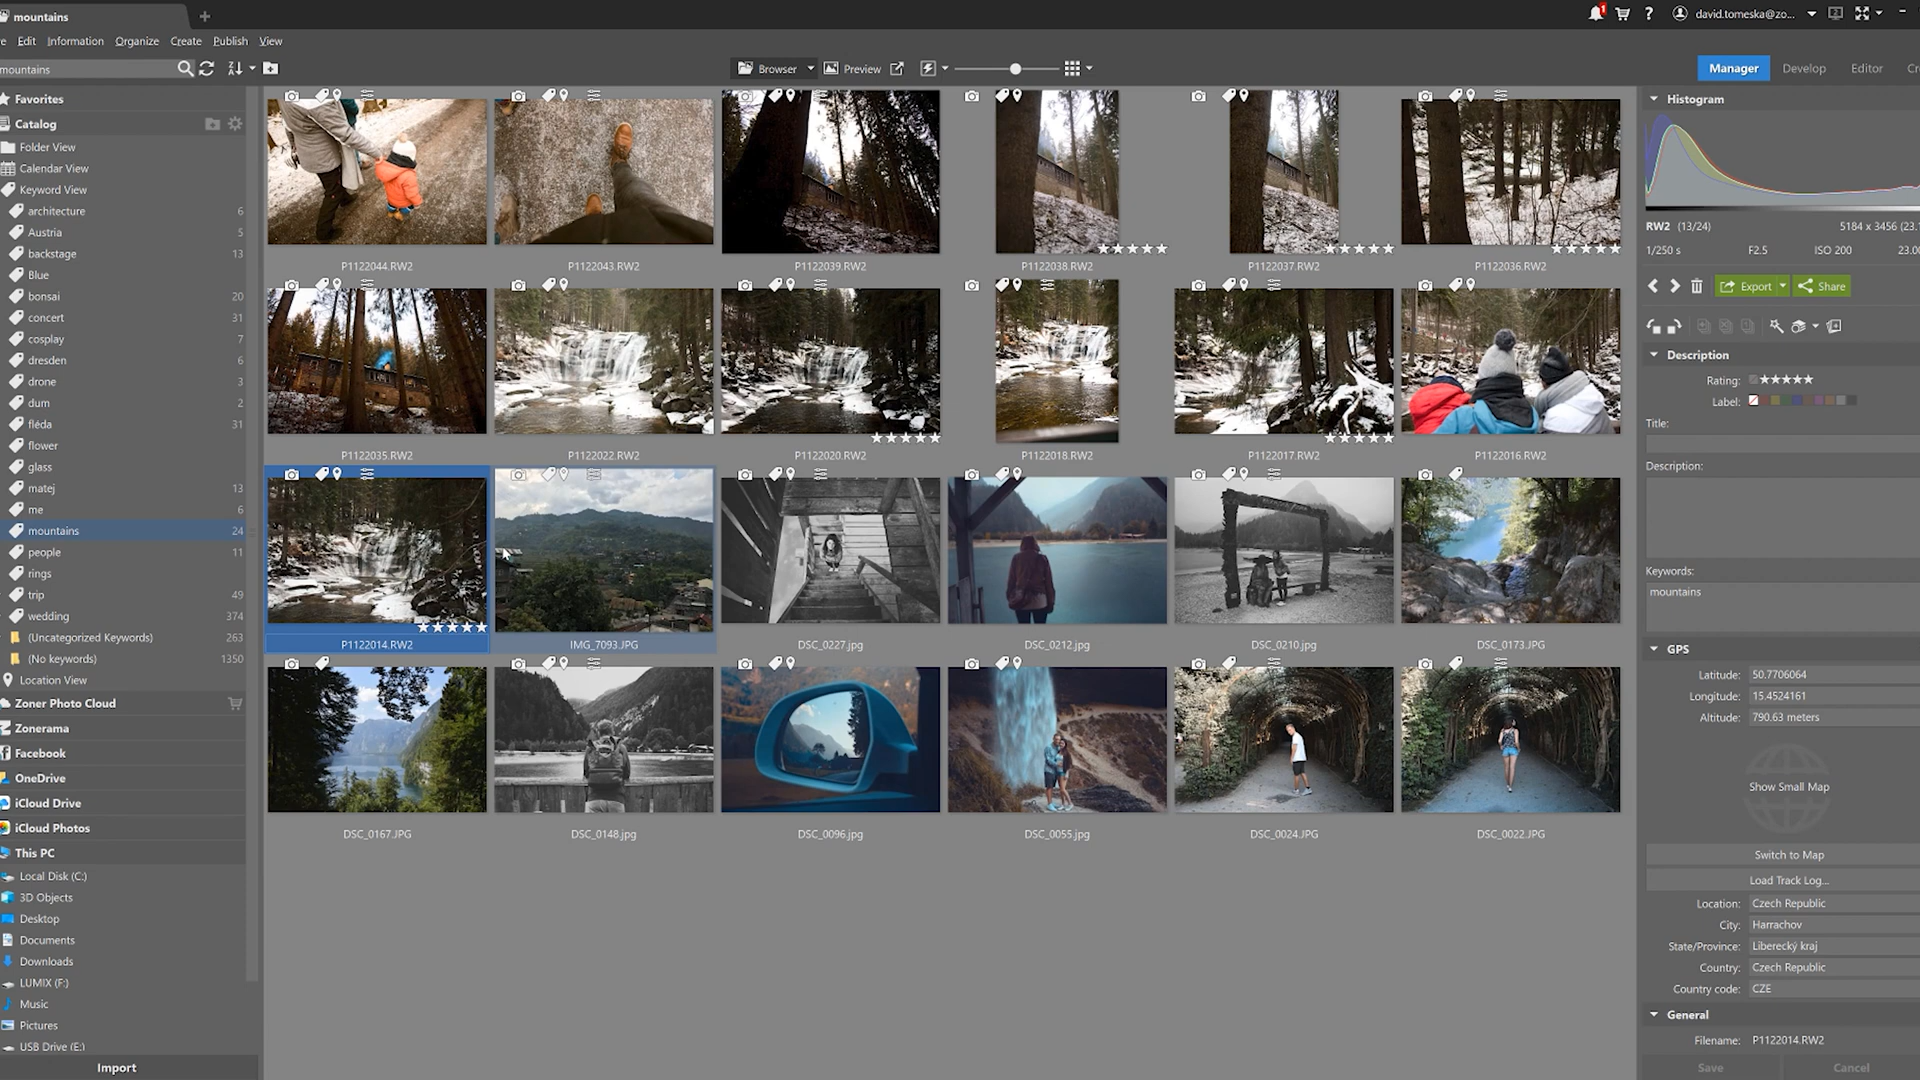 mountains
Edit Information Organize Create Publish View
david.tomeska@zo...
mountains
Browser Preview
Manager Develop Editor
Favorites
Catalog
Folder View
Calendar View
Keyword View
architecture 6
Austria 5
backstage 13
Blue
bonsai 20
concert 31
cosplay 7
dresden 6
drone 3
dum 2
fléda 31
flower
glass
matej 13
me 6
mountains 24
people 11
rings
trip 49
wedding 374
(Uncategorized Keywords) 263
(No keywords) 1350
Location View
Zoner Photo Cloud
Zonerama
Facebook
OneDrive
iCloud Drive
iCloud Photos
This PC
Local Disk (C:)
3D Objects
Desktop
Documents
Downloads
LUMIX (F:)
Music
Pictures
USB Drive (E:)
Import
P1122044.RW2 P1122043.RW2 P1122039.RW2 P1122038.RW2 P1122037.RW2 P1122036.RW2
P1122035.RW2 P1122022.RW2 P1122020.RW2 P1122018.RW2 P1122017.RW2 P1122016.RW2
P1122014.RW2 IMG_7093.JPG DSC_0227.jpg DSC_0212.jpg DSC_0210.jpg DSC_0173.JPG
DSC_0167.JPG DSC_0148.jpg DSC_0096.jpg DSC_0055.jpg DSC_0024.JPG DSC_0022.JPG
Histogram
RW2 (13/24) 5184 x 3456
1/250 s F2.5 ISO 200
Export Share
Description
Rating:
Label:
Title:
Description:
Keywords:
mountains
GPS
Latitude: 50.7706064
Longitude: 15.4524161
Altitude: 790.63 meters
Show Small Map
Switch to Map
Load Track Log...
Location: Czech Republic
City: Harrachov
State/Province: Liberecký kraj
Country: Czech Republic
Country code: CZE
General
Filename: P1122014.RW2
Save Cancel